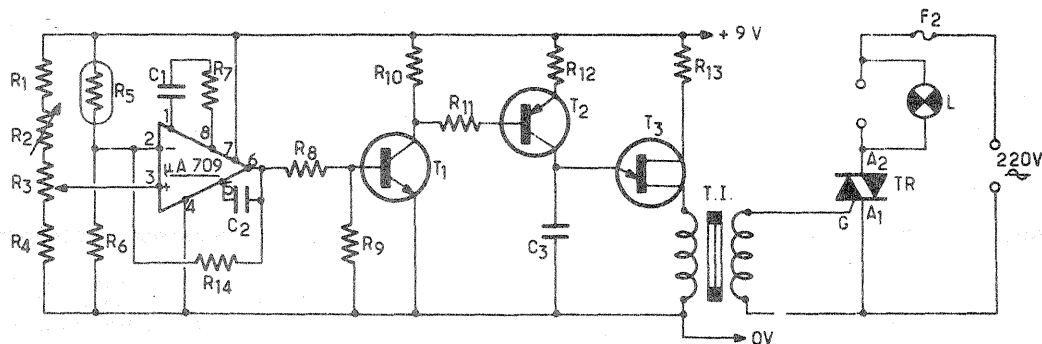 F2
+ 9 V
R1
R5
C1
R7
R10
R12
R13
L
R2
1
8
R11
T2
2
7
T3
A2
220V
μA 709
6
R8
R3
3
5
T1
T.I.
TR
4
G
A1
R4
R6
C2
R9
C3
R14
0V